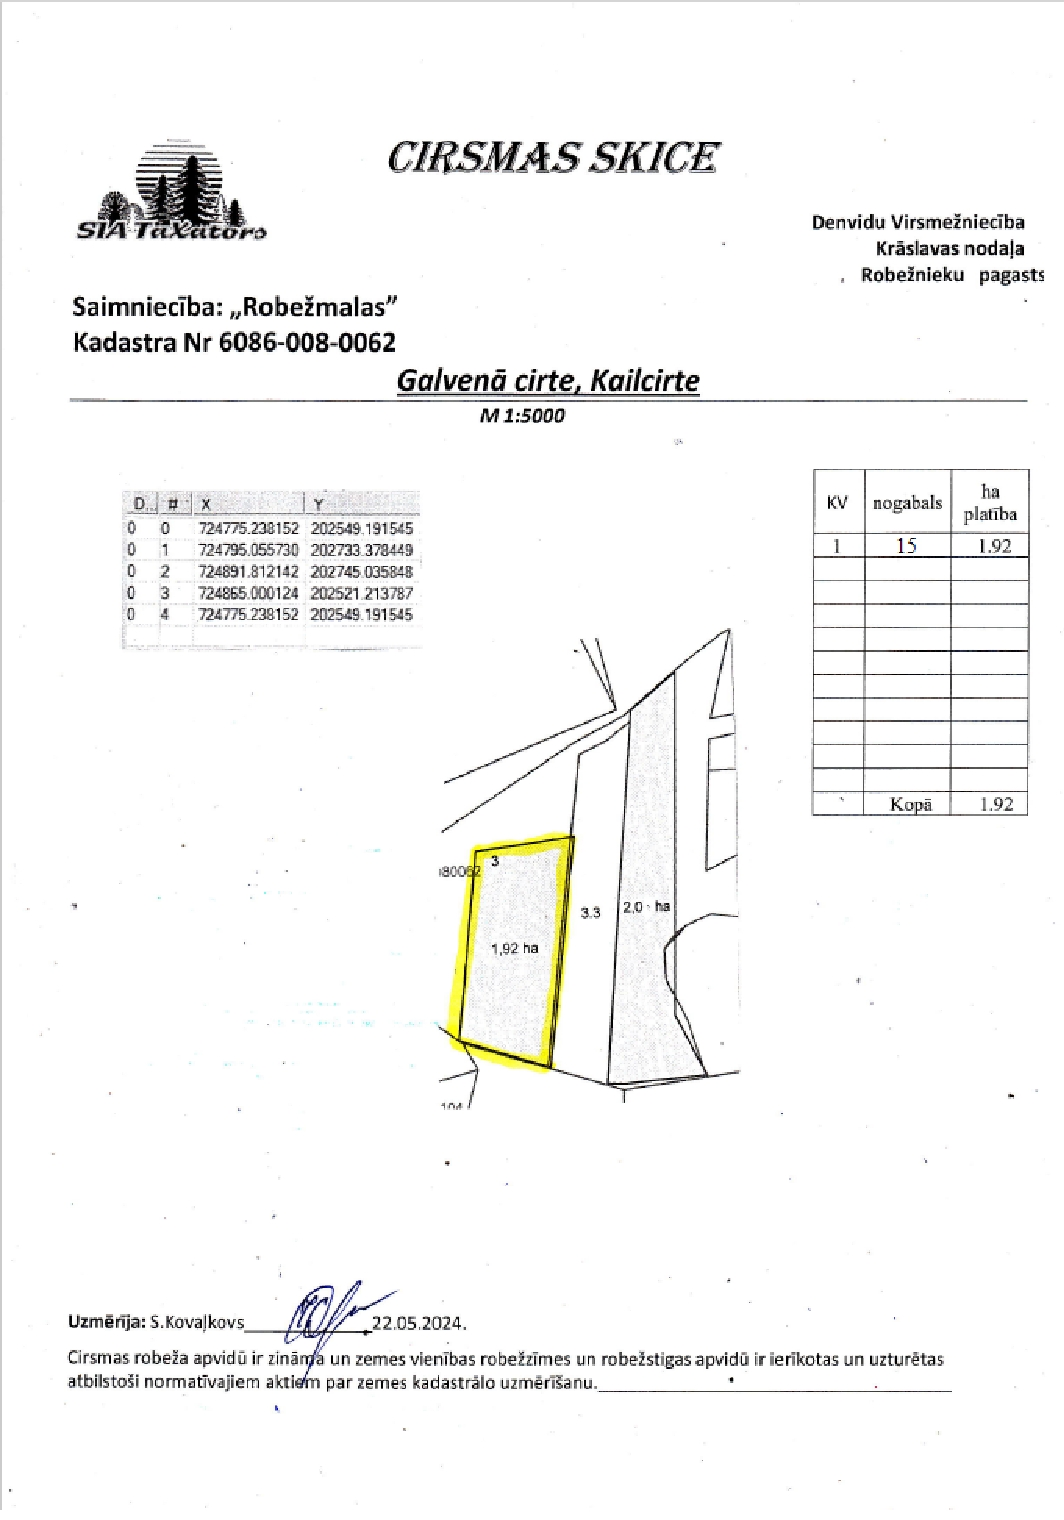 CIRSMAS SKICE
SIA Taxators
Denvidu Virsmežniecība
Krāslavas nodaļa
Robežnieku pagasts
Saimniecība: „Robežmalas”
Kadastra Nr 6086-008-0062
Galvenā cirte, Kailcirte
M 1:5000
D.. # X Y
0 0 724775.238152 202549.191545
0 1 724795.055730 202733.378449
0 2 724891.812142 202745.035848
0 3 724865.000124 202521.213787
0 4 724775.238152 202549.191545
KV nogabals ha platība
1 15 1.92
Kopā 1.92
3
80062
3.3
2,0 ha
1,92 ha
104
Uzmērīja: S.Kovaļkovs 22.05.2024.
Cirsmas robeža apvidū ir zināma un zemes vienības robežzīmes un robežstigas apvidū ir ierīkotas un uzturētas
atbilstoši normatīvajiem aktiem par zemes kadastrālo uzmērīšanu.